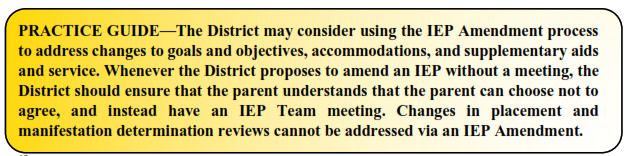 PRACTICE GUIDE—The District may consider using the IEP Amendment process
to address changes to goals and objectives, accommodations, and supplementary aids
and service. Whenever the District proposes to amend an IEP without a meeting, the
District should ensure that the parent understands that the parent can choose not to
agree, and instead have an IEP Team meeting. Changes in placement and
manifestation determination reviews cannot be addressed via an IEP Amendment.